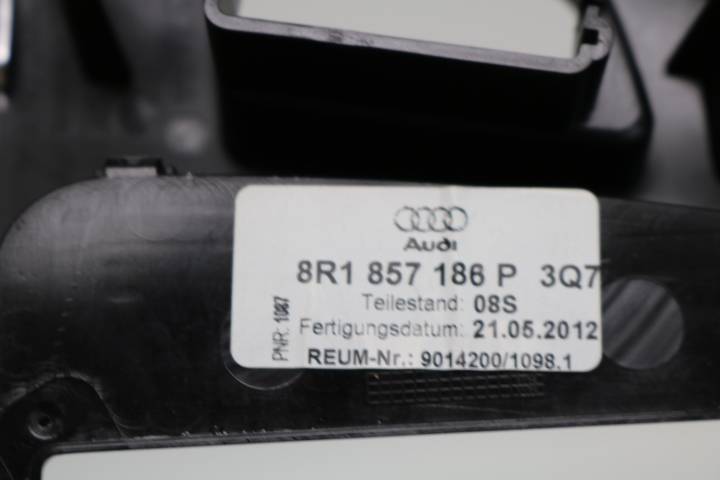 Audi
8R1 857 186 P 3Q7
Teilestand: 08S
Fertigungsdatum: 21.05.2012
REUM-Nr.: 9014200/1098.1
PNR: 1087